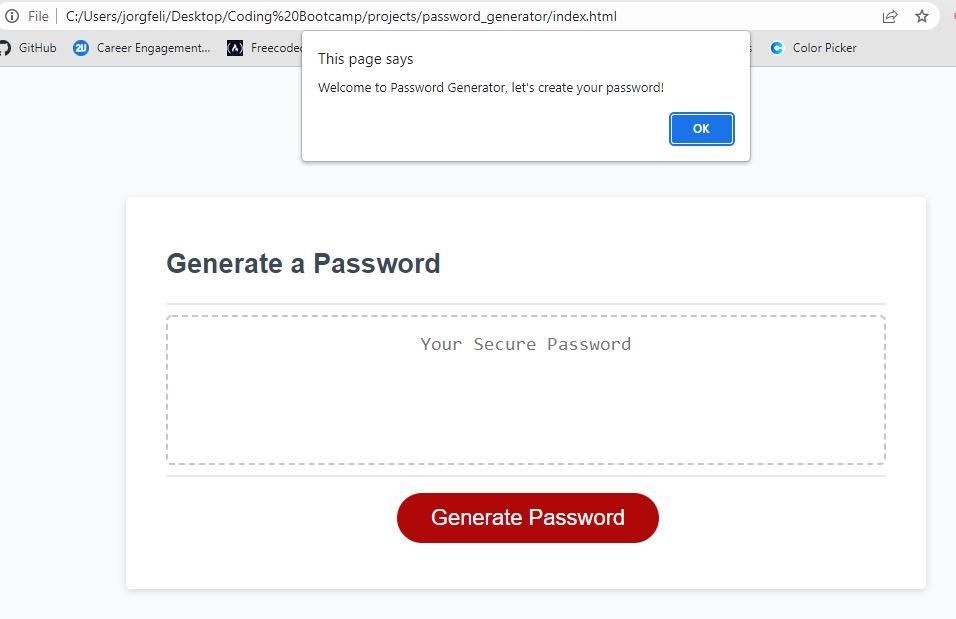 File C:/Users/jorgfeli/Desktop/Coding%20Bootcamp/projects/password_generator/index.html
GitHub 2U Career Engagement... Freecodec Color Picker
This page says
Welcome to Password Generator, let's create your password!
OK
Generate a Password
Your Secure Password
Generate Password